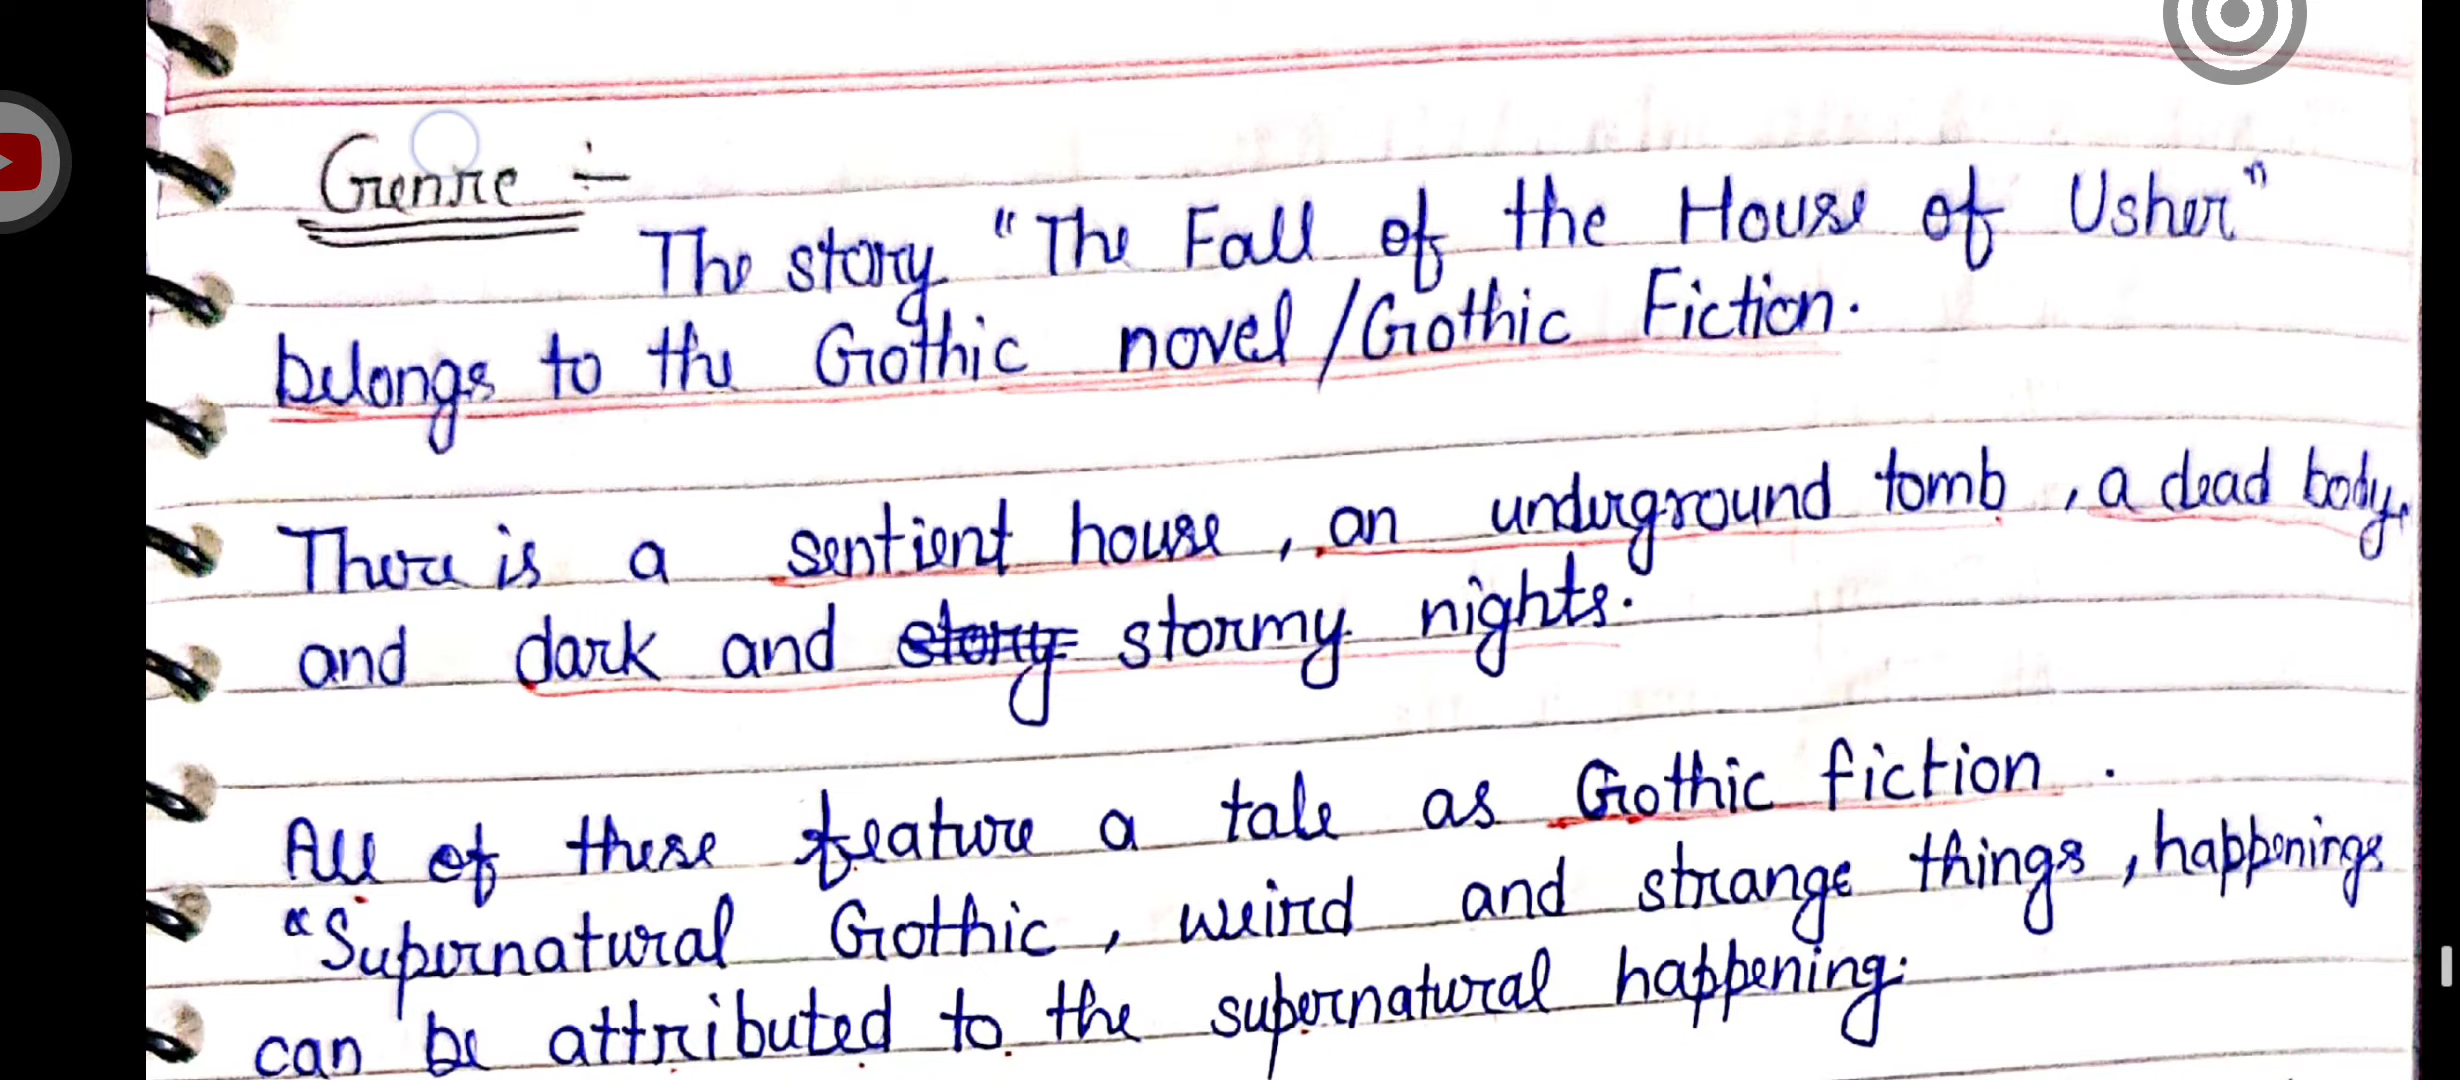 Genre :-
The story "The Fall of the House of Usher"
belongs to the Gothic novel / Gothic Fiction.
There is a sentient house, an underground tomb, a dead body,
and dark and story stormy nights.
All of these feature a tale as Gothic fiction.
"Supernatural Gothic, weird and strange things, happenings
can be attributed to the supernatural happening.